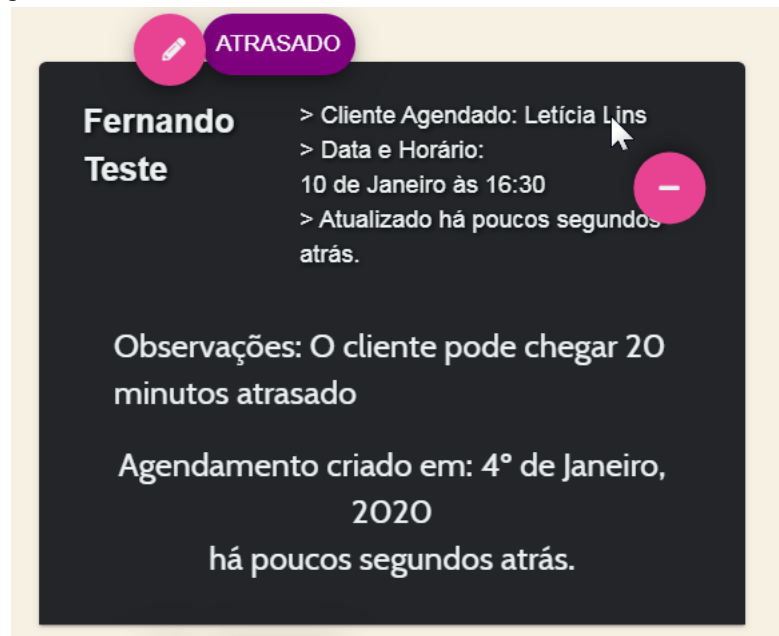 ATRASADO
Fernando
Teste
> Cliente Agendado: Letícia Lins
> Data e Horário:
10 de Janeiro às 16:30
> Atualizado há poucos segundos
atrás.
Observações: O cliente pode chegar 20
minutos atrasado
Agendamento criado em: 4º de Janeiro,
2020
há poucos segundos atrás.